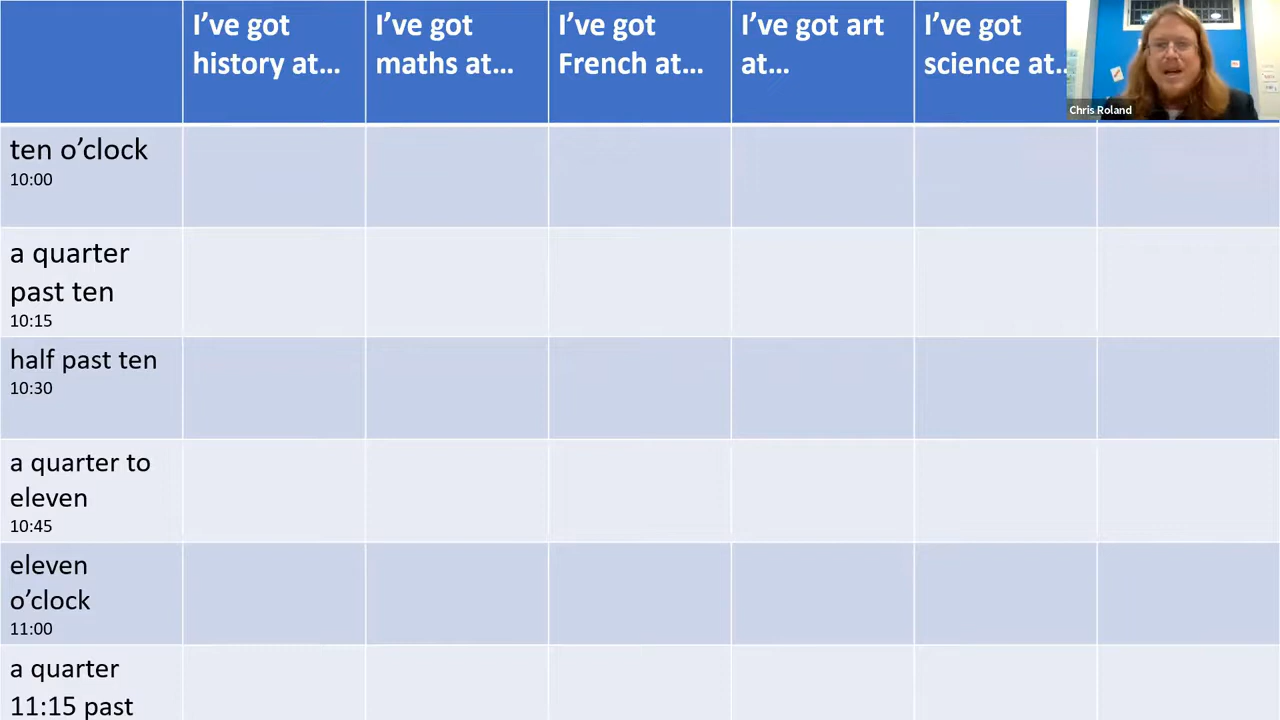 I've got
history at...
I've got
maths at...
I've got
French at...
I've got art
at...
I've got
science at...
Chris Roland
ten o'clock
10:00
a quarter
past ten
10:15
half past ten
10:30
a quarter to
eleven
10:45
eleven
o'clock
11:00
a quarter
11:15 past